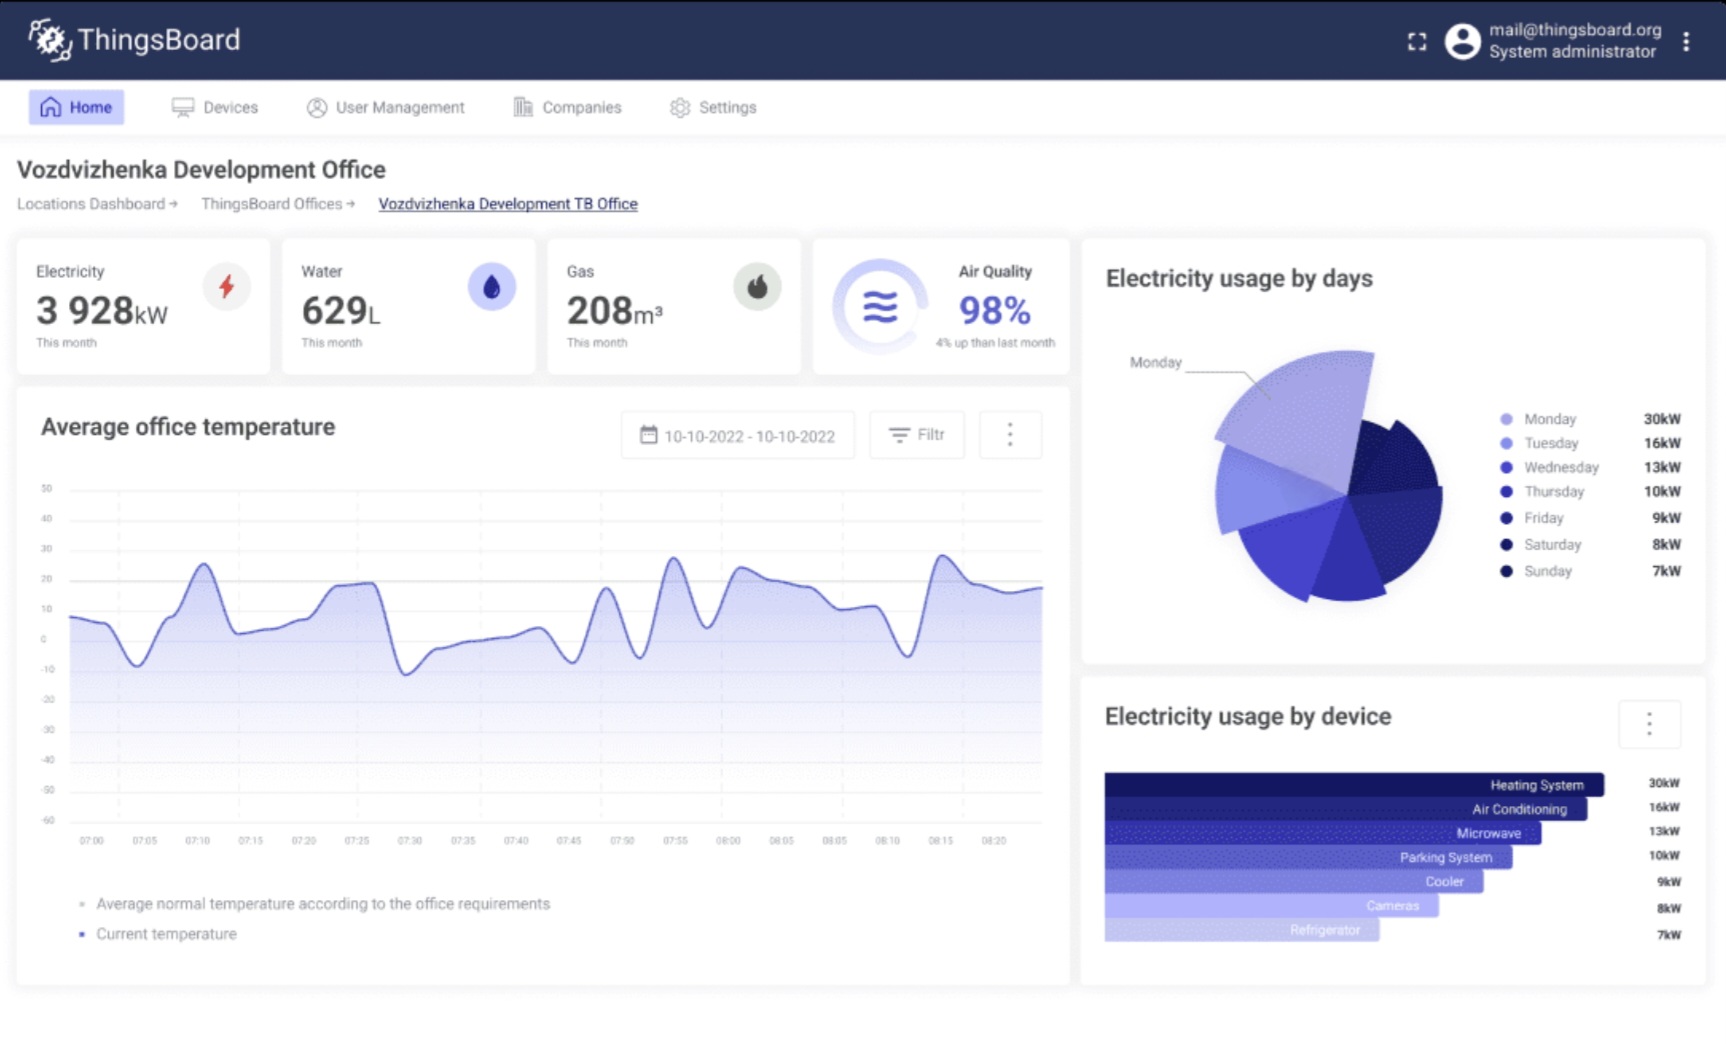 ThingsBoard
mail@thingsboard.org
System administrator
Home
Devices
User Management
Companies
Settings
Vozdvizhenka Development Office
Locations Dashboard →
ThingsBoard Offices →
Vozdvizhenka Development TB Office
Electricity
3 928kW
This month
Water
629L
This month
Gas
208m³
This month
Air Quality
98%
4% up than last month
Average office temperature
10-10-2022 - 10-10-2022
Filtr
50
40
30
20
10
0
-10
-20
-30
-40
-50
-60
07:00 07:05 07:10 07:15 07:20 07:25 07:30 07:35 07:40 07:45 07:50 07:55 08:00 08:05 08:05 08:10 08:15 08:20
Average normal temperature according to the office requirements
Current temperature
Electricity usage by days
Monday
Monday 30kW
Tuesday 16kW
Wednesday 13kW
Thursday 10kW
Friday 9kW
Saturday 8kW
Sunday 7kW
Electricity usage by device
Heating System 30kW
Air Conditioning 16kW
Microwave 13kW
Parking System 10kW
Cooler 9kW
Cameras 8kW
Refrigerator 7kW